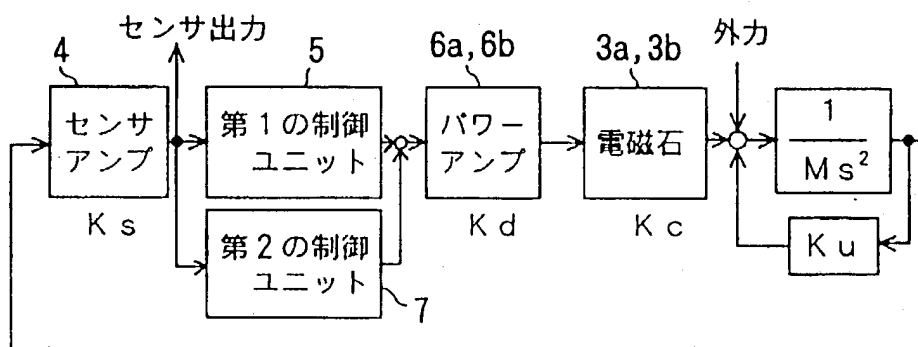 センサ出力
4
センサ
アンプ
Ks
5
第1の制御
ユニット
第2の制御
ユニット
7
6a,6b
パワー
アンプ
Kd
3a,3b
電磁石
Kc
外力
1
Ms²
Ku